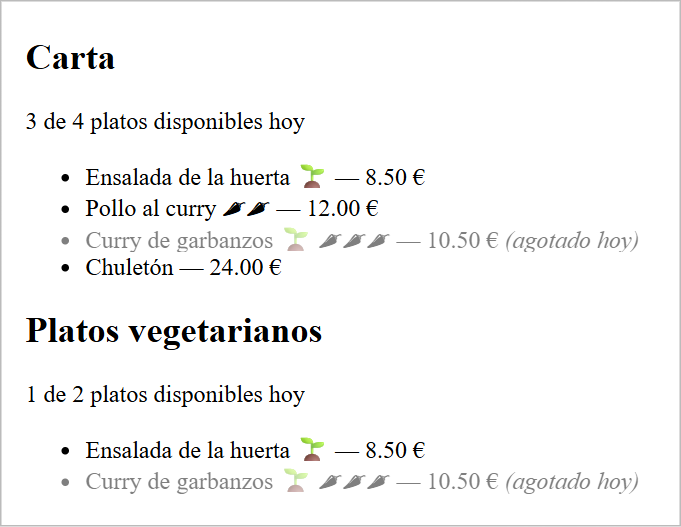 Carta
3 de 4 platos disponibles hoy
• Ensalada de la huerta 🌱 — 8.50 €
• Pollo al curry 🌶🌶 — 12.00 €
• Curry de garbanzos 🌱 🌶🌶🌶 — 10.50 € (agotado hoy)
• Chuletón — 24.00 €
Platos vegetarianos
1 de 2 platos disponibles hoy
• Ensalada de la huerta 🌱 — 8.50 €
• Curry de garbanzos 🌱 🌶🌶🌶 — 10.50 € (agotado hoy)